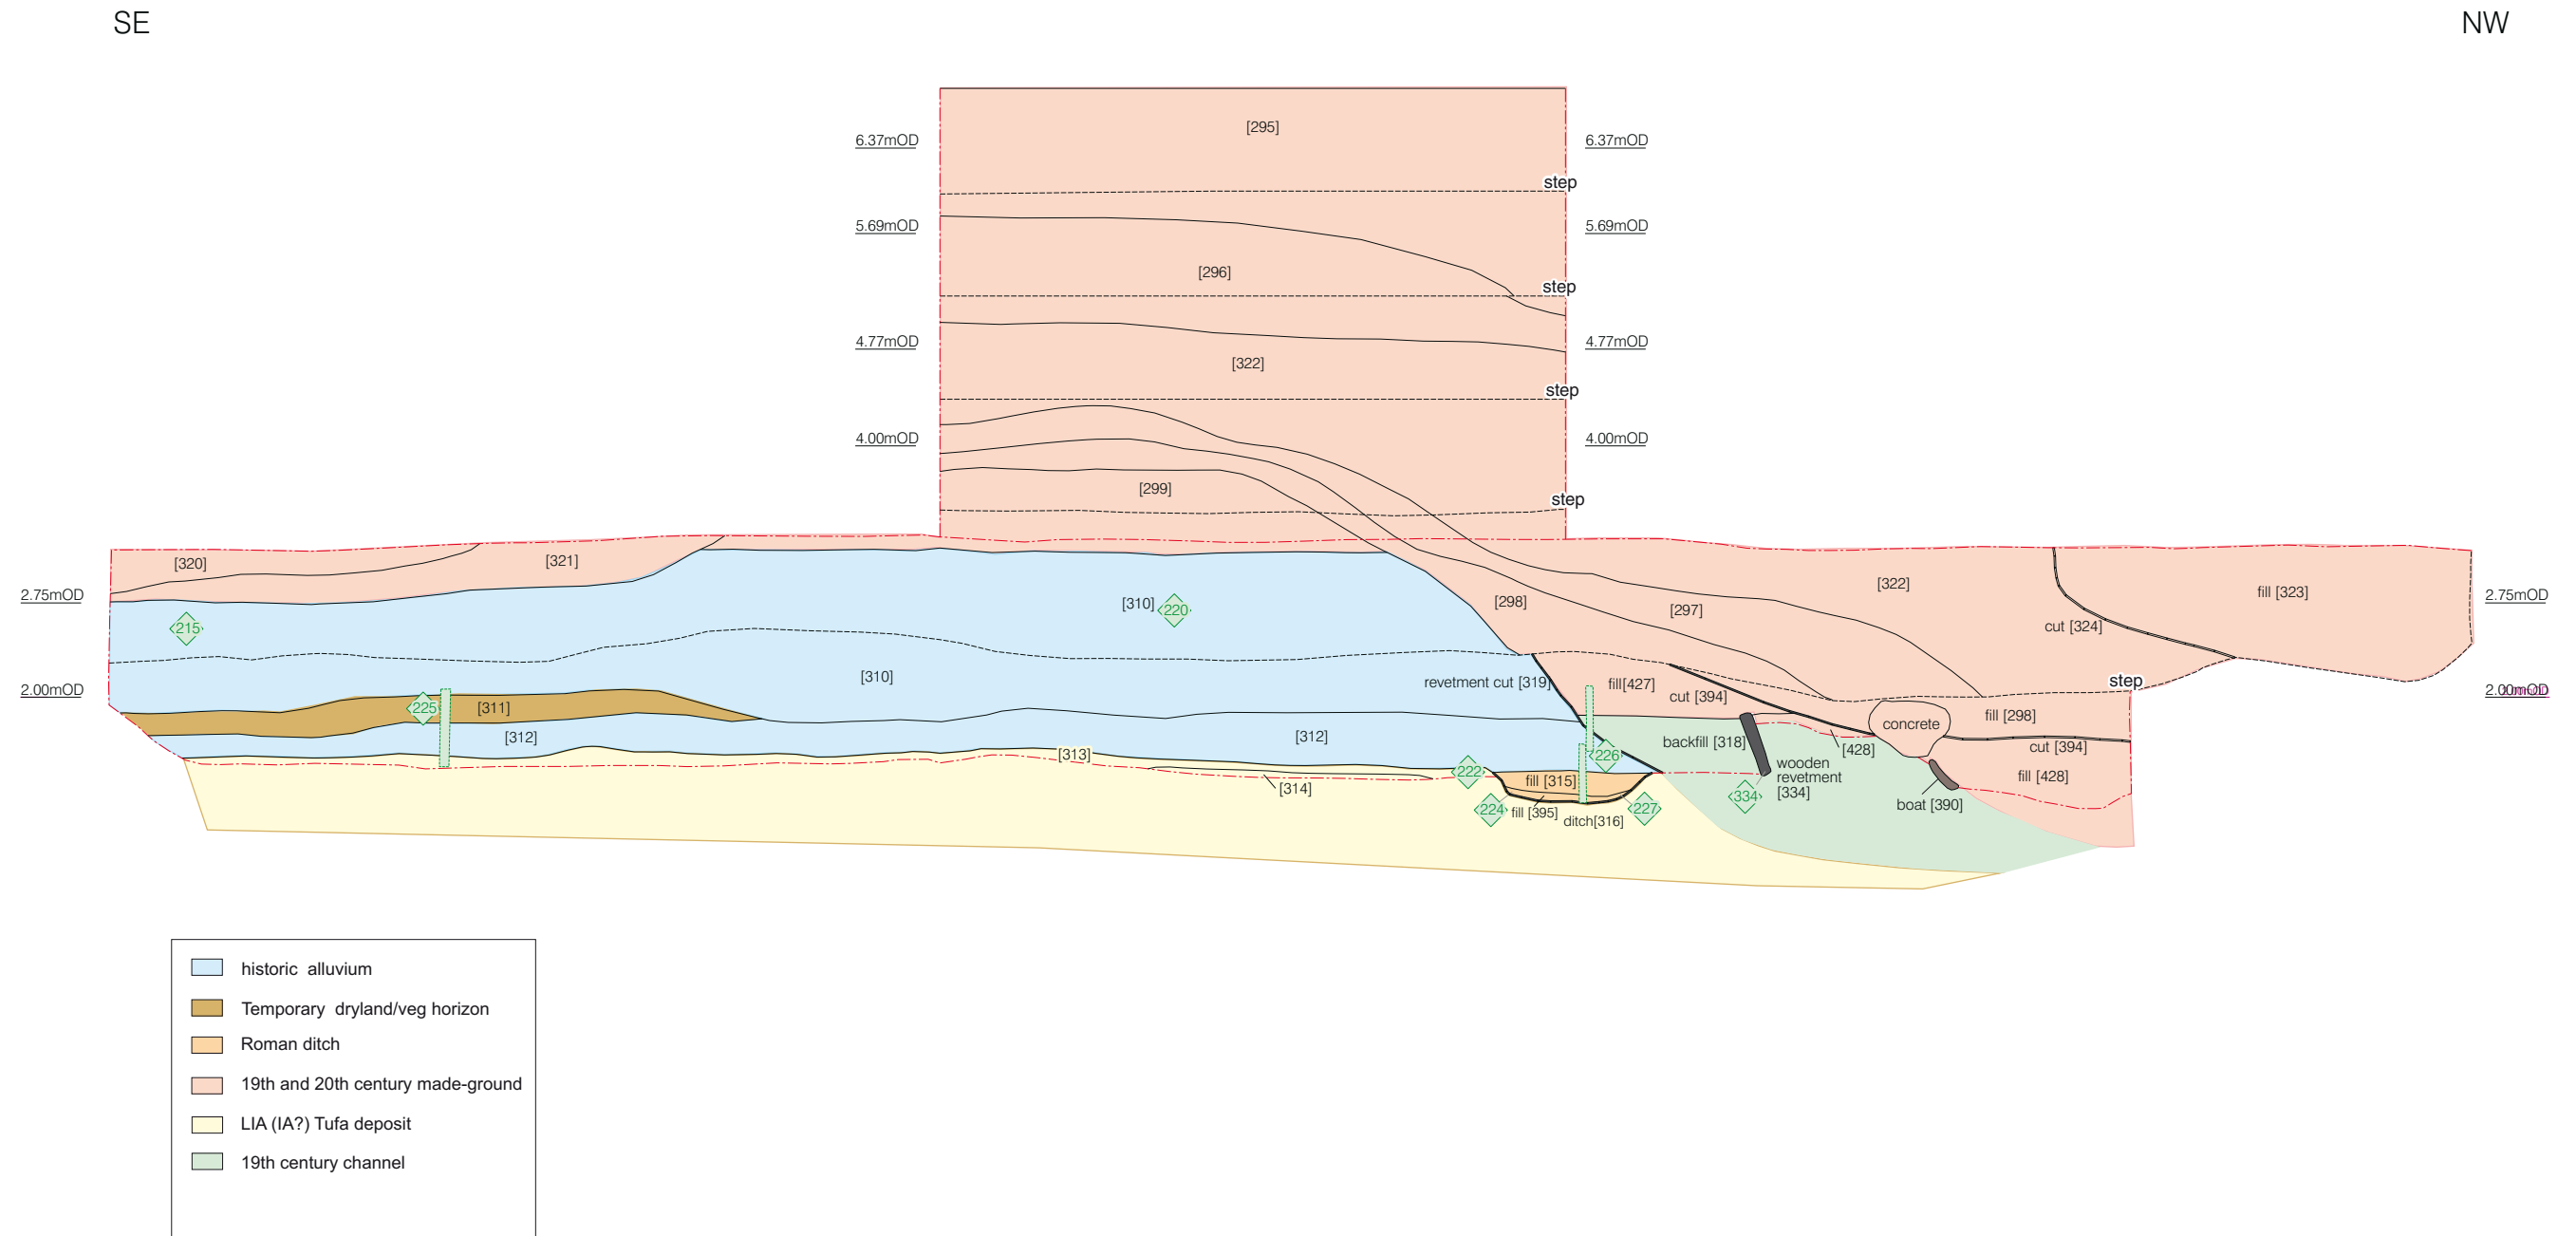 SE
NW
[295]
6.37mOD
6.37mOD
step
5.69mOD
5.69mOD
[296]
step
4.77mOD
4.77mOD
[322]
step
4.00mOD
4.00mOD
[299]
step
[320]
[321]
[322]
fill [323]
2.75mOD
2.75mOD
[310]
220
[298]
[297]
215
cut [324]
[310]
revetment cut [319]
fill[427]
cut [394]
step
2.00mOD
2.00mOD
225
[311]
fill [298]
concrete
[312]
[312]
backfill [318]
[428]
cut [394]
[313]
226
wooden
revetment
[334]
222
fill [315]
fill [428]
[314]
334
boat [390]
224
fill [395]
ditch[316]
227
historic alluvium
Temporary dryland/veg horizon
Roman ditch
19th and 20th century made-ground
LIA (IA?) Tufa deposit
19th century channel